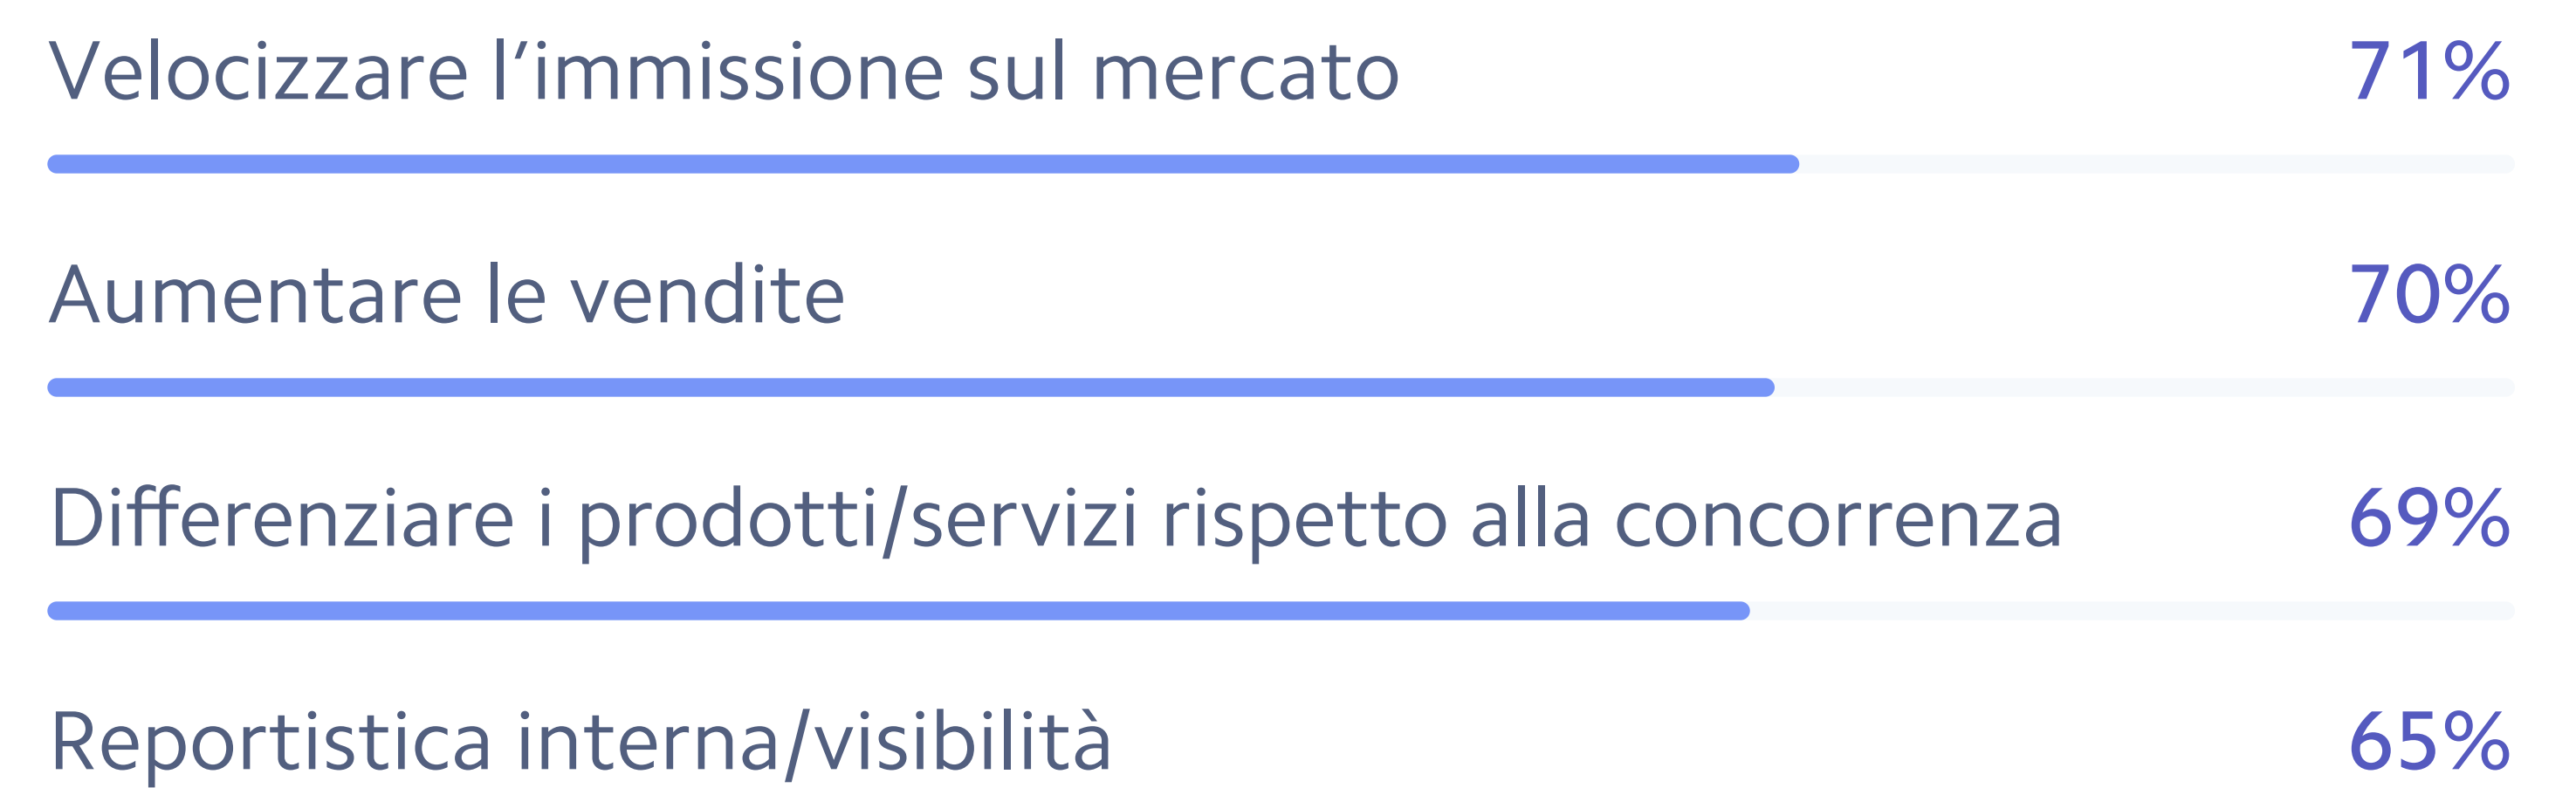 Velocizzare l’immissione sul mercato 71%
Aumentare le vendite 70%
Differenziare i prodotti/servizi rispetto alla concorrenza 69%
Reportistica interna/visibilità 65%